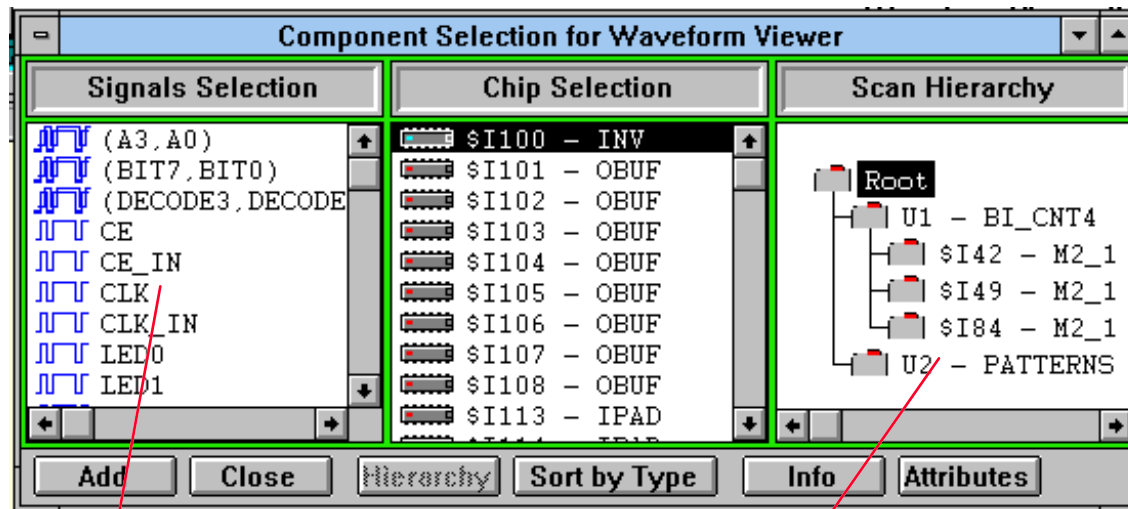 Component Selection for Waveform Viewer
Signals Selection
(A3,A0)
(BIT7,BIT0)
(DECODE3,DECODE
CE
CE_IN
CLK
CLK_IN
LED0
LED1
Chip Selection
$I100 – INV
$I101 – OBUF
$I102 – OBUF
$I103 – OBUF
$I104 – OBUF
$I105 – OBUF
$I106 – OBUF
$I107 – OBUF
$I108 – OBUF
$I113 – IPAD
Scan Hierarchy
Root
U1 – BI_CNT4
$I42 – M2_1
$I49 – M2_1
$I84 – M2_1
U2 – PATTERNS
Add Close Hierarchy Sort by Type Info Attributes